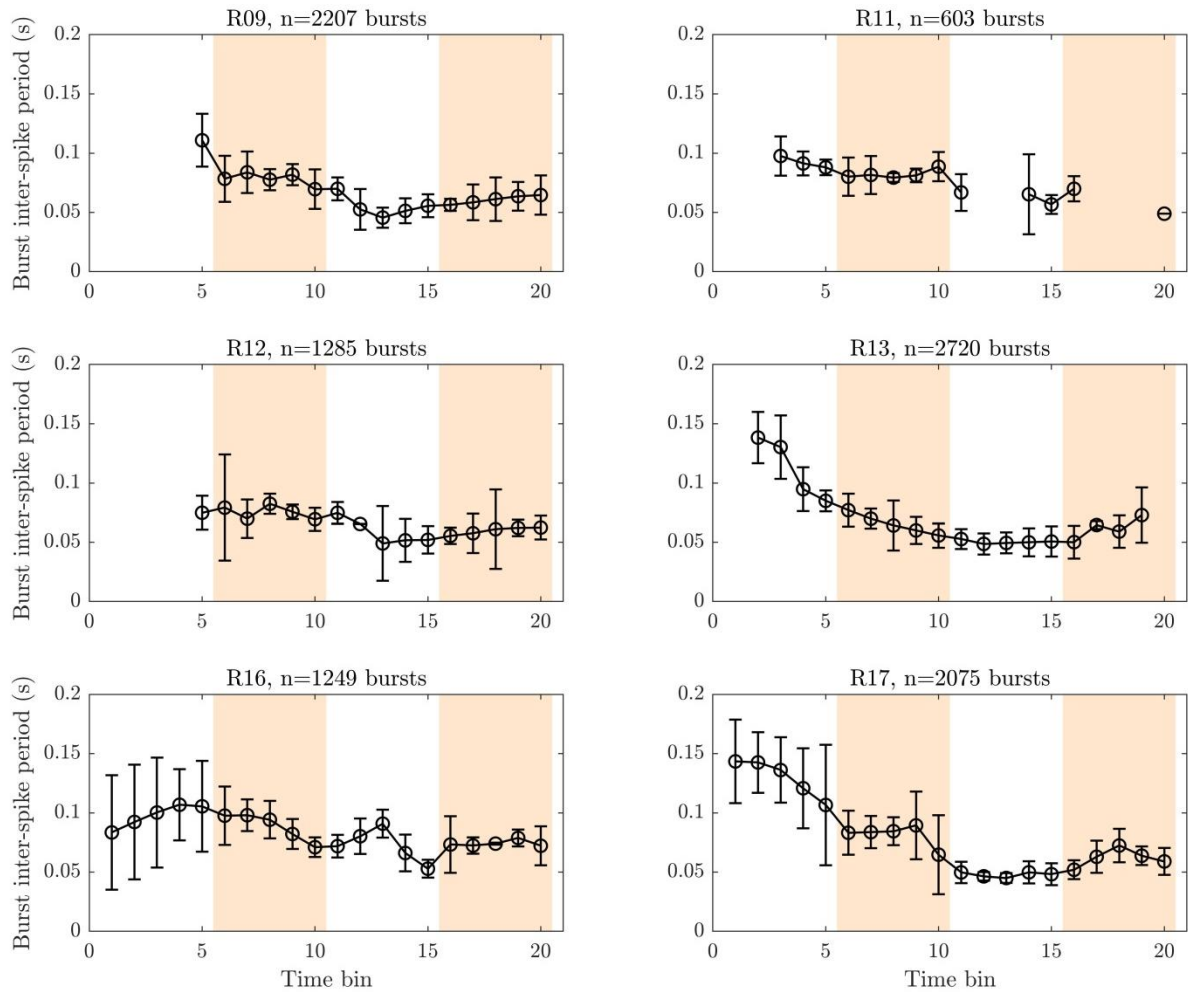 R09, n=2207 bursts
Burst inter-spike period (s)
0.2
0.15
0.1
0.05
0
0 5 10 15 20
R11, n=603 bursts
0.2
0.15
0.1
0.05
0
0 5 10 15 20
R12, n=1285 bursts
Burst inter-spike period (s)
0.2
0.15
0.1
0.05
0
0 5 10 15 20
R13, n=2720 bursts
0.2
0.15
0.1
0.05
0
0 5 10 15 20
R16, n=1249 bursts
Burst inter-spike period (s)
0.2
0.15
0.1
0.05
0
0 5 10 15 20
Time bin
R17, n=2075 bursts
0.2
0.15
0.1
0.05
0
0 5 10 15 20
Time bin